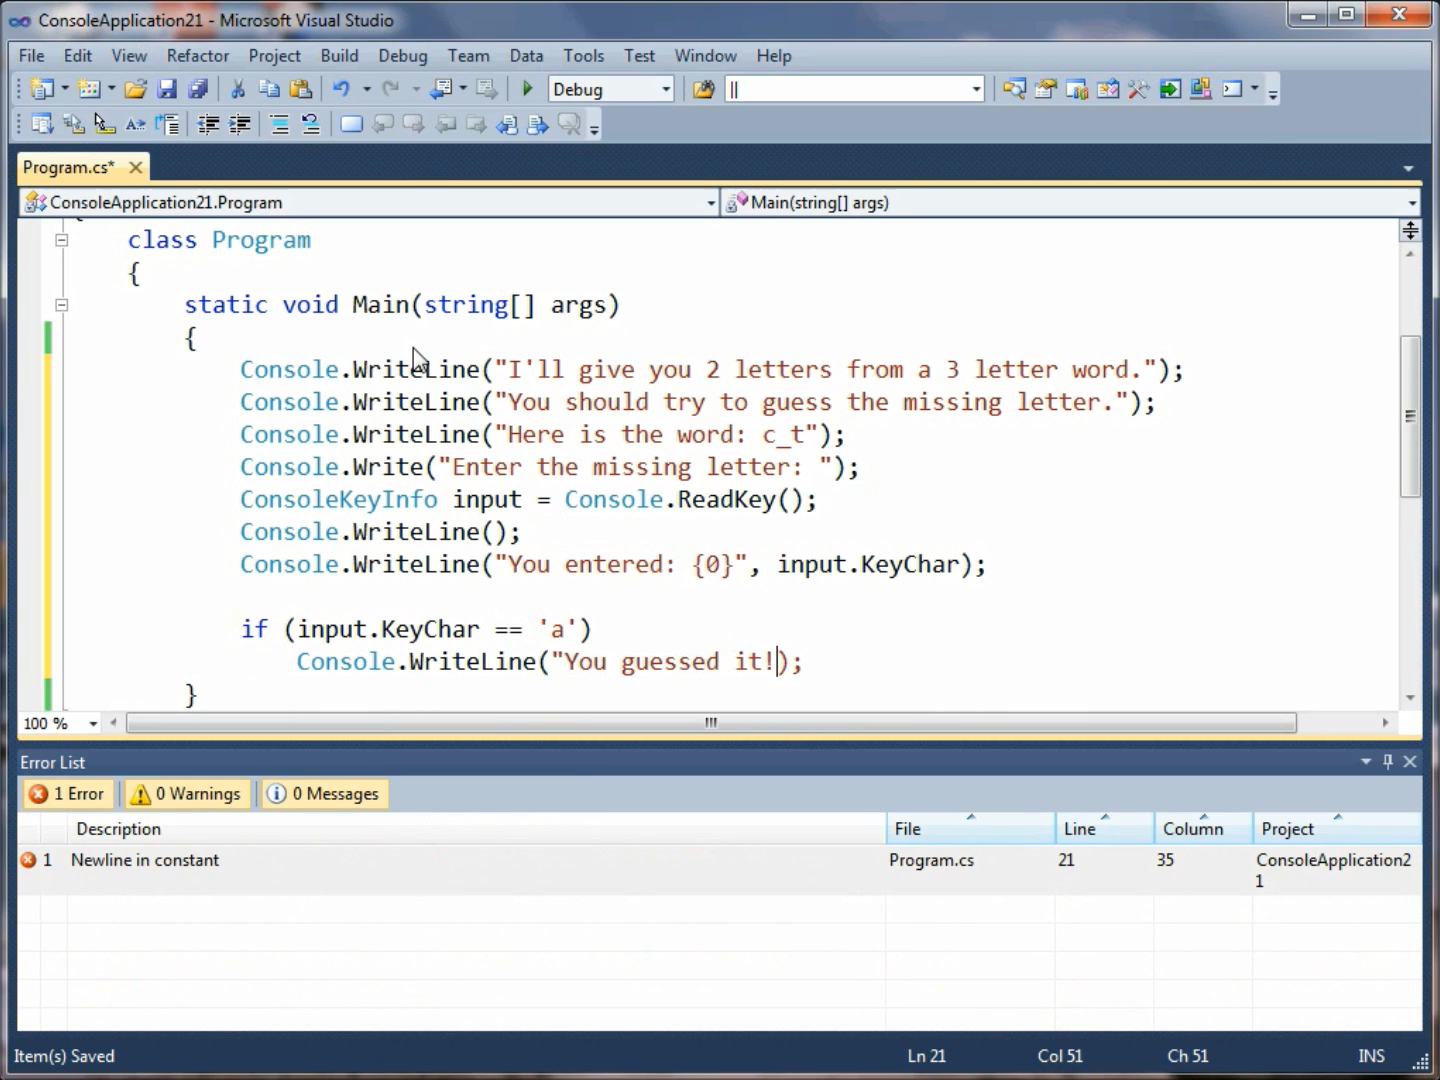 ConsoleApplication21 - Microsoft Visual Studio
File Edit View Refactor Project Build Debug Team Data Tools Test Window Help
Debug ||
Program.cs*
ConsoleApplication21.Program Main(string[] args)
class Program
{
static void Main(string[] args)
{
Console.WriteLine("I'll give you 2 letters from a 3 letter word.");
Console.WriteLine("You should try to guess the missing letter.");
Console.WriteLine("Here is the word: c_t");
Console.Write("Enter the missing letter: ");
ConsoleKeyInfo input = Console.ReadKey();
Console.WriteLine();
Console.WriteLine("You entered: {0}", input.KeyChar);
if (input.KeyChar == 'a')
Console.WriteLine("You guessed it!);
}
100 %
Error List
1 Error 0 Warnings 0 Messages
Description File Line Column Project
1 Newline in constant Program.cs 21 35 ConsoleApplication2
1
Item(s) Saved Ln 21 Col 51 Ch 51 INS